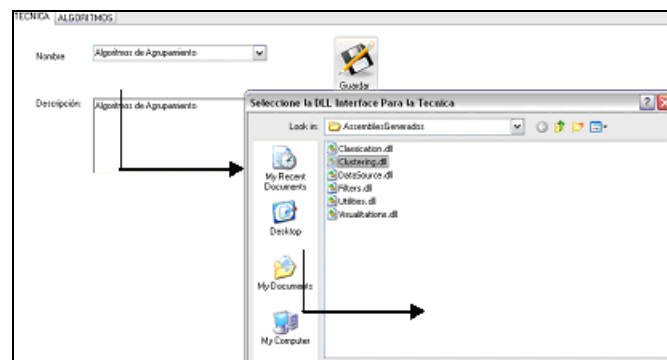 TECNICA ALGORITMOS
Nombre
Algoritmos de Agrupamiento
Guardar
Descripción:
Algoritmos de Agrupamiento
Seleccione la DLL Interface Para la Tecnica
Look in:
AssembliesGenerados
My Recent
Documents
Desktop
My Documents
My Computer
Classication.dll
Clustering.dll
DataSource.dll
Filters.dll
Utilities.dll
Visualitations.dll